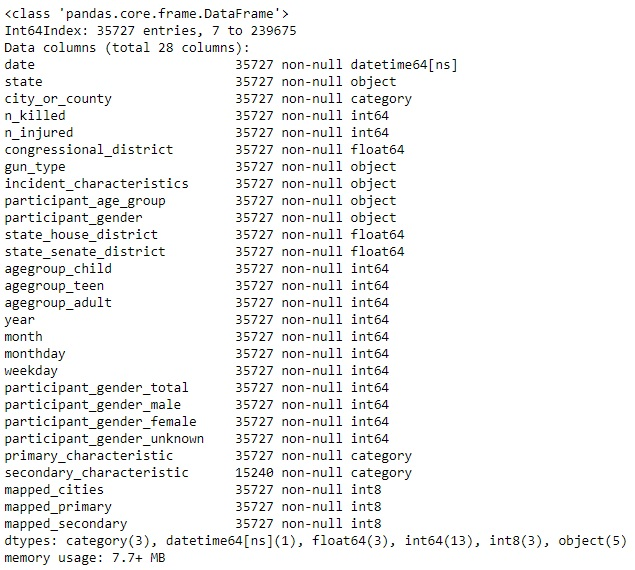 <class 'pandas.core.frame.DataFrame'>
Int64Index: 35727 entries, 7 to 239675
Data columns (total 28 columns):
date                         35727 non-null datetime64[ns]
state                        35727 non-null object
city_or_county               35727 non-null category
n_killed                     35727 non-null int64
n_injured                    35727 non-null int64
congressional_district       35727 non-null float64
gun_type                     35727 non-null object
incident_characteristics     35727 non-null object
participant_age_group        35727 non-null object
participant_gender           35727 non-null object
state_house_district         35727 non-null float64
state_senate_district        35727 non-null float64
agegroup_child               35727 non-null int64
agegroup_teen                35727 non-null int64
agegroup_adult               35727 non-null int64
year                         35727 non-null int64
month                        35727 non-null int64
monthday                     35727 non-null int64
weekday                      35727 non-null int64
participant_gender_total     35727 non-null int64
participant_gender_male      35727 non-null int64
participant_gender_female    35727 non-null int64
participant_gender_unknown   35727 non-null int64
primary_characteristic       35727 non-null category
secondary_characteristic     15240 non-null category
mapped_cities                35727 non-null int8
mapped_primary               35727 non-null int8
mapped_secondary             35727 non-null int8
dtypes: category(3), datetime64[ns](1), float64(3), int64(13), int8(3), object(5)
memory usage: 7.7+ MB